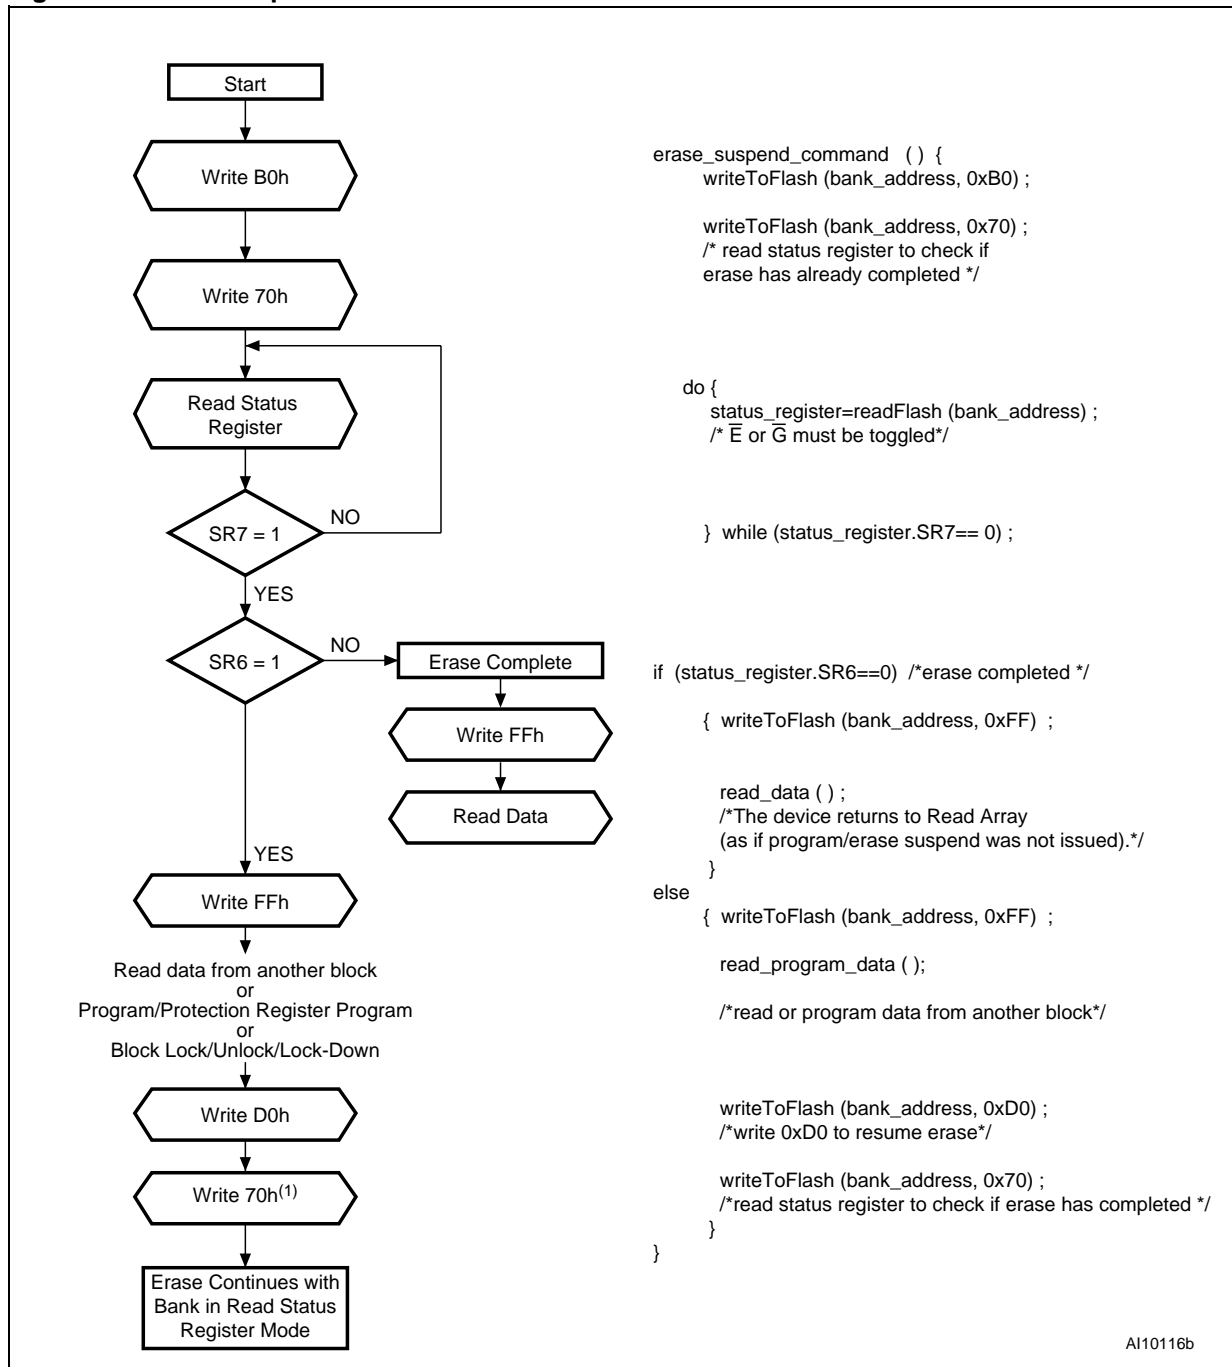 Start
Write B0h
Write 70h
Read Status
Register
SR7 = 1
NO
YES
SR6 = 1
NO
Erase Complete
Write FFh
Read Data
YES
Write FFh
Read data from another block
or
Program/Protection Register Program
or
Block Lock/Unlock/Lock-Down
Write D0h
Write 70h(1)
Erase Continues with
Bank in Read Status
Register Mode
erase_suspend_command ( ) {
writeToFlash (bank_address, 0xB0) ;
writeToFlash (bank_address, 0x70) ;
/* read status register to check if
erase has already completed */
do {
status_register=readFlash (bank_address) ;
/* E̅ or G̅ must be toggled*/
} while (status_register.SR7== 0) ;
if (status_register.SR6==0) /*erase completed */
{ writeToFlash (bank_address, 0xFF) ;
read_data ( ) ;
/*The device returns to Read Array
(as if program/erase suspend was not issued).*/
}
else
{ writeToFlash (bank_address, 0xFF) ;
read_program_data ( );
/*read or program data from another block*/
writeToFlash (bank_address, 0xD0) ;
/*write 0xD0 to resume erase*/
writeToFlash (bank_address, 0x70) ;
/*read status register to check if erase has completed */
}
}
AI10116b